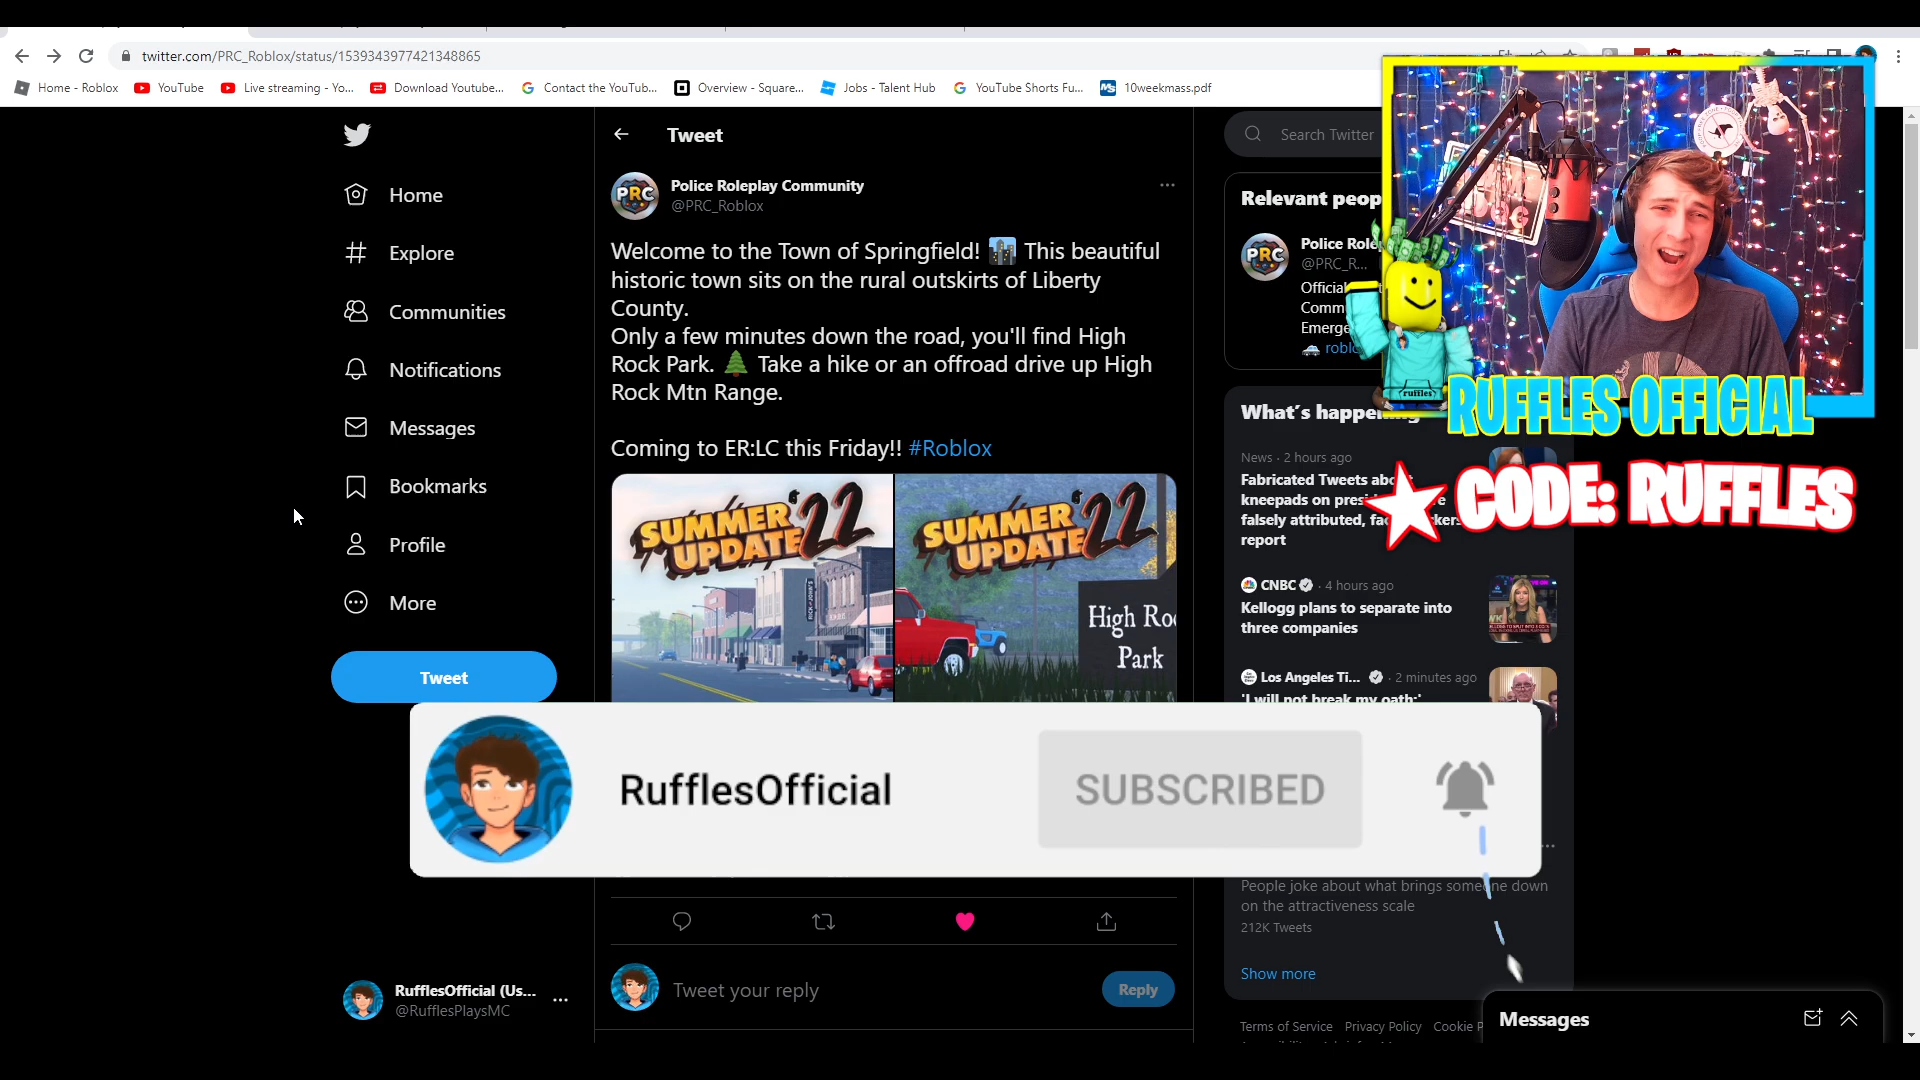 twitter.com/PRC_Roblox/status/1539343977421348865
Home - Roblox
YouTube
Live streaming - Yo...
Download Youtube...
Contact the YouTub...
Overview - Square...
Jobs - Talent Hub
YouTube Shorts Fu...
10weekmass.pdf
Home
Explore
Communities
Notifications
Messages
Bookmarks
Profile
More
Tweet
RufflesOfficial (Us...
@RufflesPlaysMC
Tweet
PRC
Police Roleplay Community
@PRC_Roblox
Welcome to the Town of Springfield! This beautiful
historic town sits on the rural outskirts of Liberty
County.
Only a few minutes down the road, you'll find High
Rock Park. Take a hike or an offroad drive up High
Rock Mtn Range.
Coming to ER:LC this Friday!! #Roblox
SUMMER UPDATE '22
SUMMER UPDATE '22
High Ro
Park
RufflesOfficial
SUBSCRIBED
Tweet your reply
Reply
Search Twitter
Relevant peop
PRC
Police Role
@PRC_R...
Official
Comm
Emerge
roblo
What's happening
News · 2 hours ago
Fabricated Tweets abo
kneepads on pres
falsely attributed, fa
report
CNBC · 4 hours ago
Kellogg plans to separate into
three companies
Los Angeles Ti... · 2 minutes ago
'I will not break my oath:'
People joke about what brings someone down
on the attractiveness scale
212K Tweets
Show more
Terms of Service Privacy Policy Cookie P
Messages
ruffles
RUFFLES OFFICIAL
CODE: RUFFLES